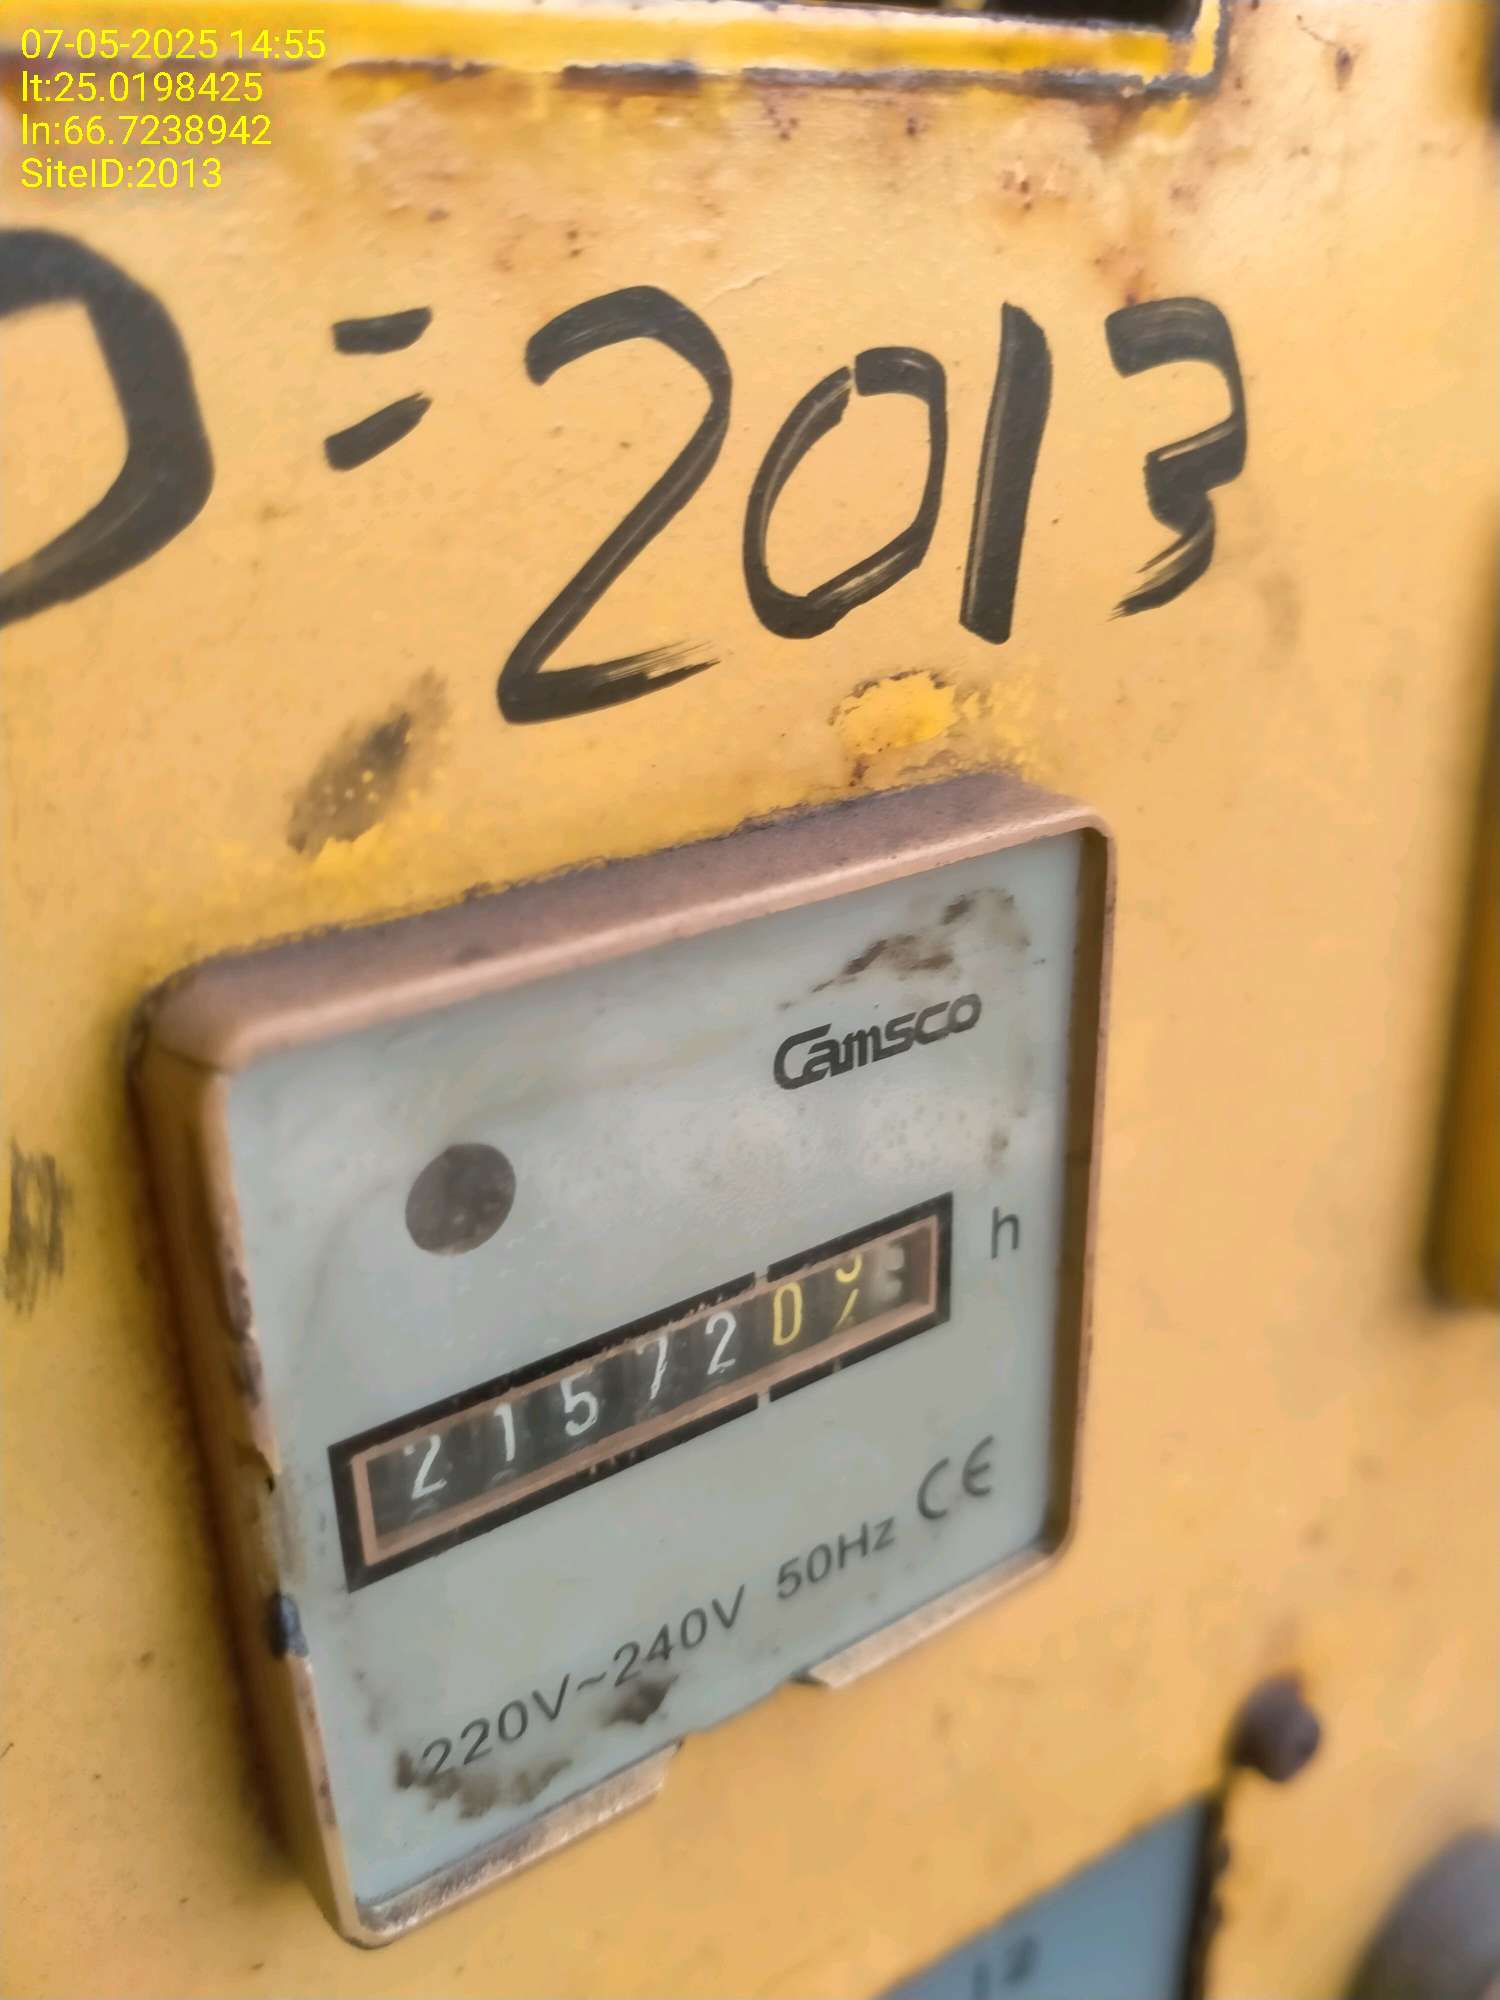 07-05-2025 14:55
lt:25.0198425
ln:66.7238942
SiteID:2013
D=2013
Camsco
215720
h
220V~240V 50Hz CE
12